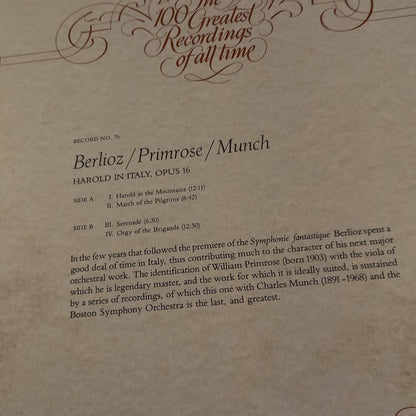 The
100 Greatest
Recordings
of all time
RECORD NO. 76
Berlioz/Primrose/Munch
HAROLD IN ITALY, OPUS 16
SIDE A I. Harold in the Mountains (12:11)
II. March of the Pilgrims (6:42)
SIDE B III. Serenade (6:30)
IV. Orgy of the Brigands (12:30)
In the few years that followed the premiere of the Symphonie fantastique Berlioz spent a
good deal of time in Italy, thus contributing much to the character of his next major
orchestral work. The identification of William Primrose (born 1903) with the viola of
which he is legendary master, and the work for which it is ideally suited, is sustained
by a series of recordings, of which this one with Charles Munch (1891–1968) and the
Boston Symphony Orchestra is the last, and greatest.